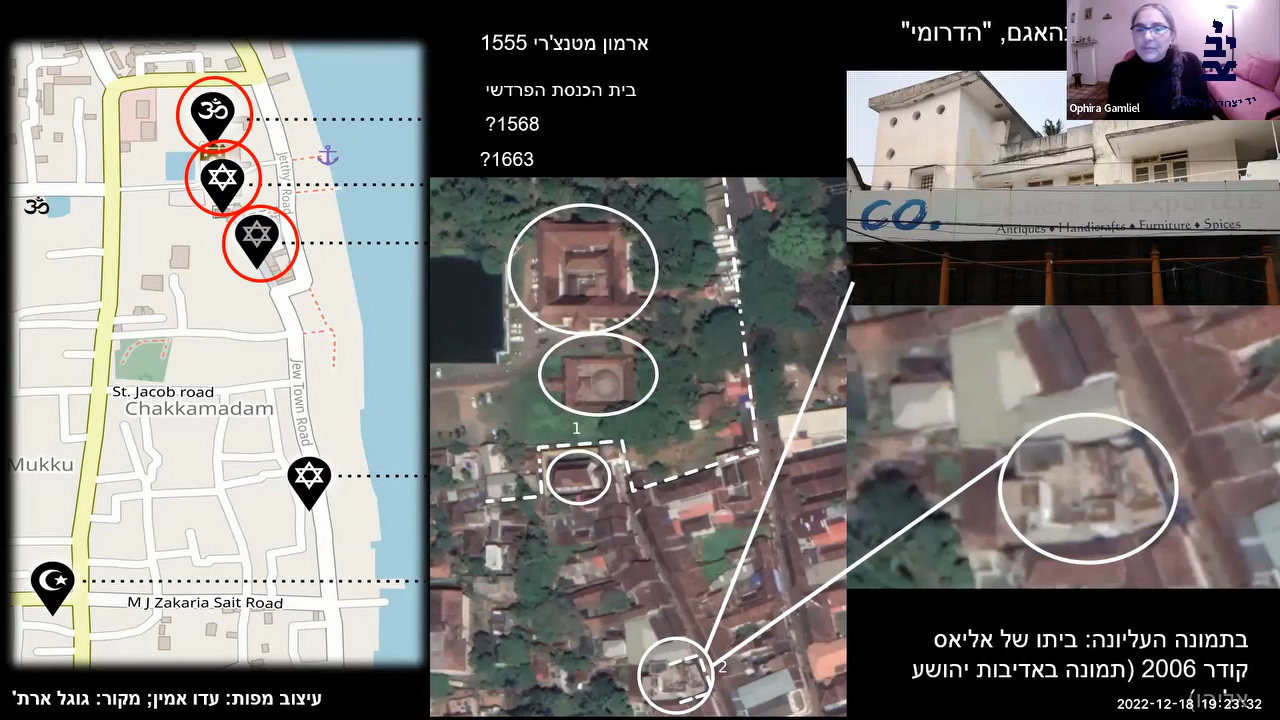 ארמון מטנצ'רי 1555
בית הכנסת הפרדשי
1568?
1663?
והאגם, "הדרומי"
Ophira Gamliel
CO.
Antiques ♦ Handicrafts ♦ Furniture ♦ Spices
Jetty Road
St. Jacob road
Chakkamadam
Jew Town Road
Mukku
M J Zakaria Sait Road
1
2
עיצוב מפות: עדו אמין; מקור: גוגל ארת'
בתמונה העליונה: ביתו של אליאס
קודר 2006 (תמונה באדיבות יהושע
2022-12-18 19:23:32